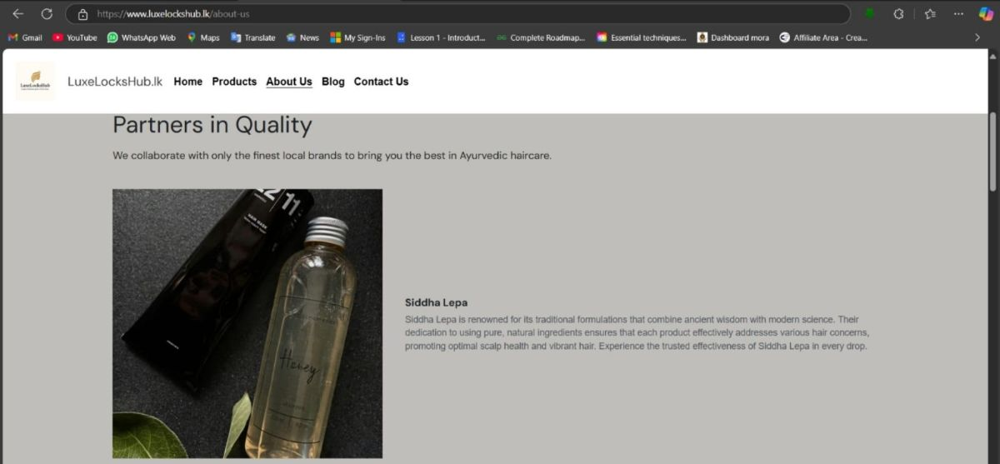 https://www.luxelockshub.lk/about-us
Gmail YouTube WhatsApp Web Maps Translate News My Sign-Ins Lesson 1 - Introduct... Complete Roadmap... Essential techniques... Dashboard mora Affiliate Area - Crea...
LuxeLocksHub
LuxeLocksHub.lk Home Products About Us Blog Contact Us
Partners in Quality
We collaborate with only the finest local brands to bring you the best in Ayurvedic haircare.
11
HAIR MASK
Honey
Siddha Lepa
Siddha Lepa is renowned for its traditional formulations that combine ancient wisdom with modern science. Their
dedication to using pure, natural ingredients ensures that each product effectively addresses various hair concerns,
promoting optimal scalp health and vibrant hair. Experience the trusted effectiveness of Siddha Lepa in every drop.